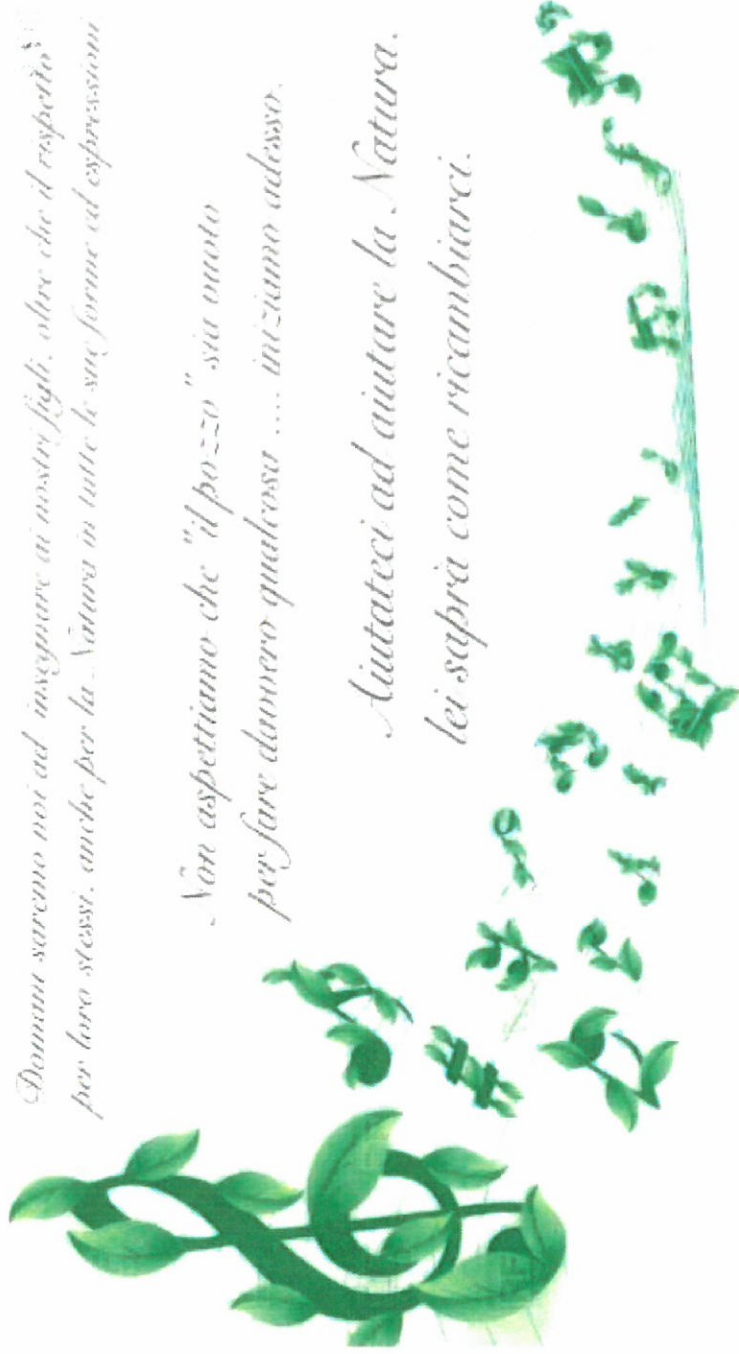 Domani saremo noi ad insegnare ai nostri figli, oltre che il rispetto
per loro stessi, anche per la Natura in tutte le sue forme ed espressioni
Non aspettiamo che "il pozzo" sia vuoto
per fare davvero qualcosa .... iniziamo adesso.
Aiutateci ad aiutare la Natura.
lei saprà come ricambiarci.